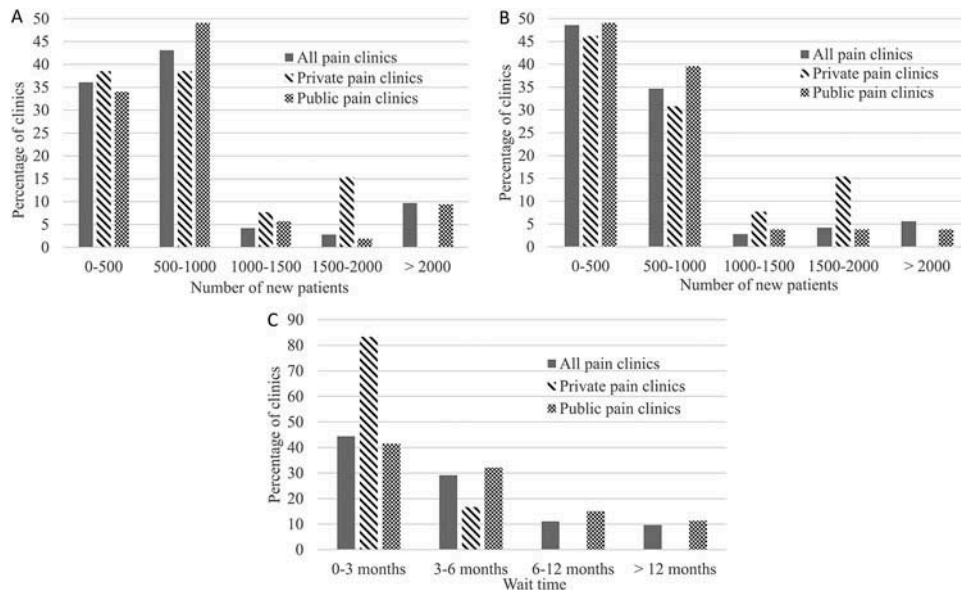 A
50
45
40
35
30
25
20
15
10
5
0
Percentage of clinics
All pain clinics
Private pain clinics
Public pain clinics
0-500 500-1000 1000-1500 1500-2000 > 2000
Number of new patients
B
50
45
40
35
30
25
20
15
10
5
0
Percentage of clinics
All pain clinics
Private pain clinics
Public pain clinics
0-500 500-1000 1000-1500 1500-2000 > 2000
Number of new patients
C
90
80
70
60
50
40
30
20
10
0
Percentage of clinics
All pain clinics
Private pain clinics
Public pain clinics
0-3 months 3-6 months 6-12 months > 12 months
Wait time